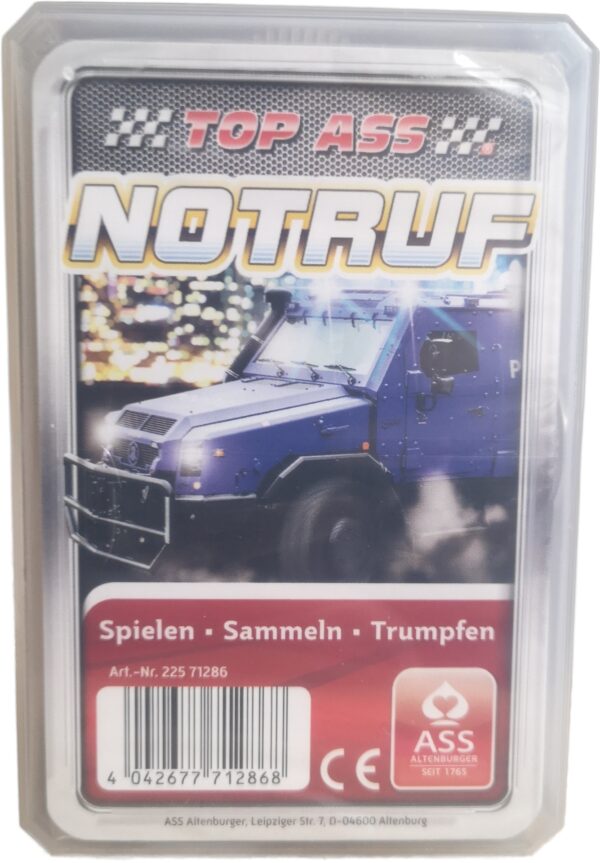 TOP ASS
NOTRUF
P
Spielen · Sammeln · Trumpfen
Art.-Nr. 225 71286
4 042677 712868
CE
ASS
ALTENBURGER
SEIT 1765
ASS Altenburger, Leipziger Str. 7, D-04600 Altenburg